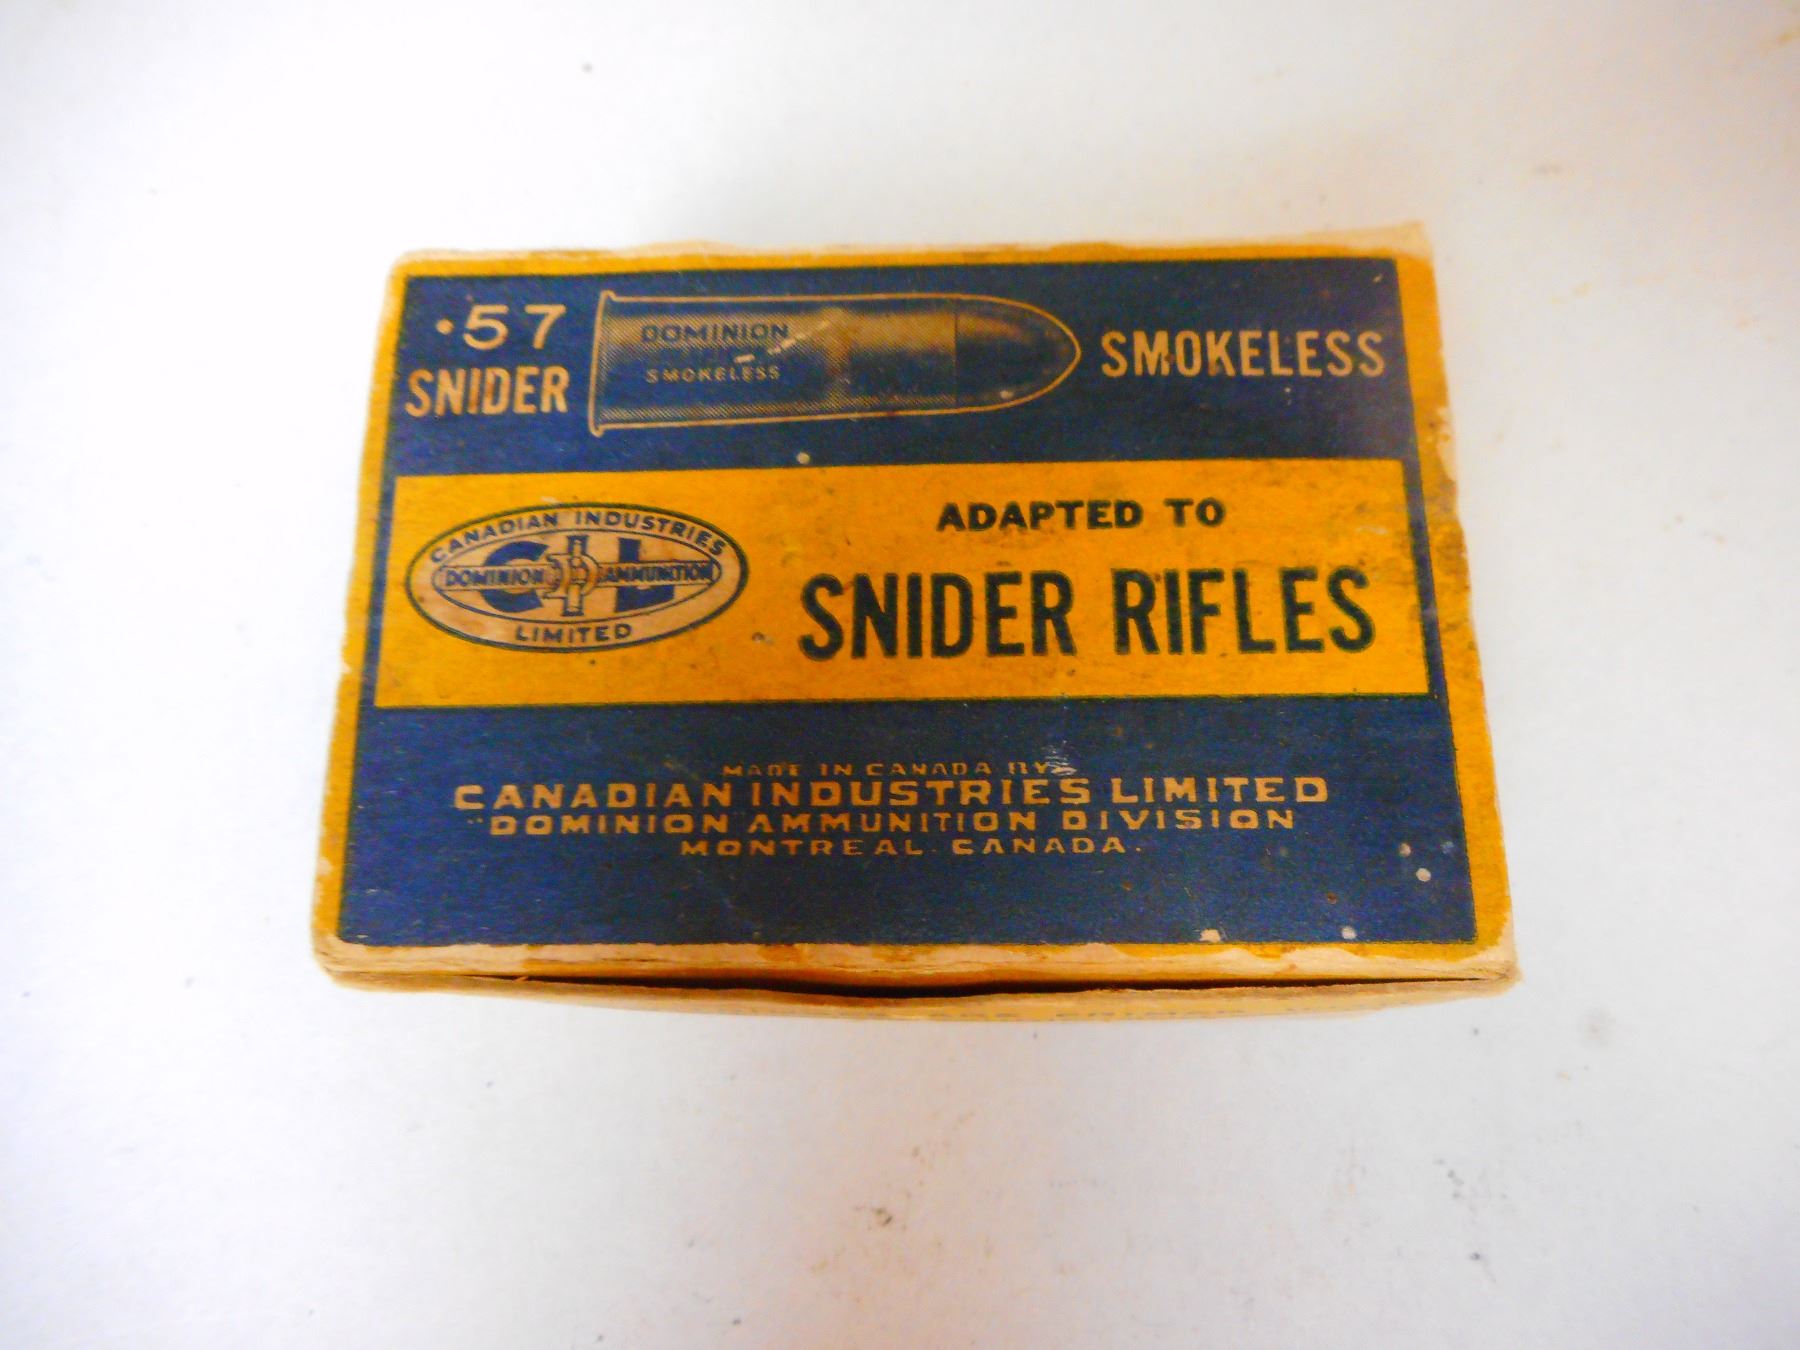 .57
SNIDER
DOMINION
SMOKELESS
SMOKELESS
CANADIAN INDUSTRIES
CIL
DOMINION AMMUNITION
LIMITED
ADAPTED TO
SNIDER RIFLES
MADE IN CANADA BY
CANADIAN INDUSTRIES LIMITED
"DOMINION" AMMUNITION DIVISION
MONTREAL. CANADA.